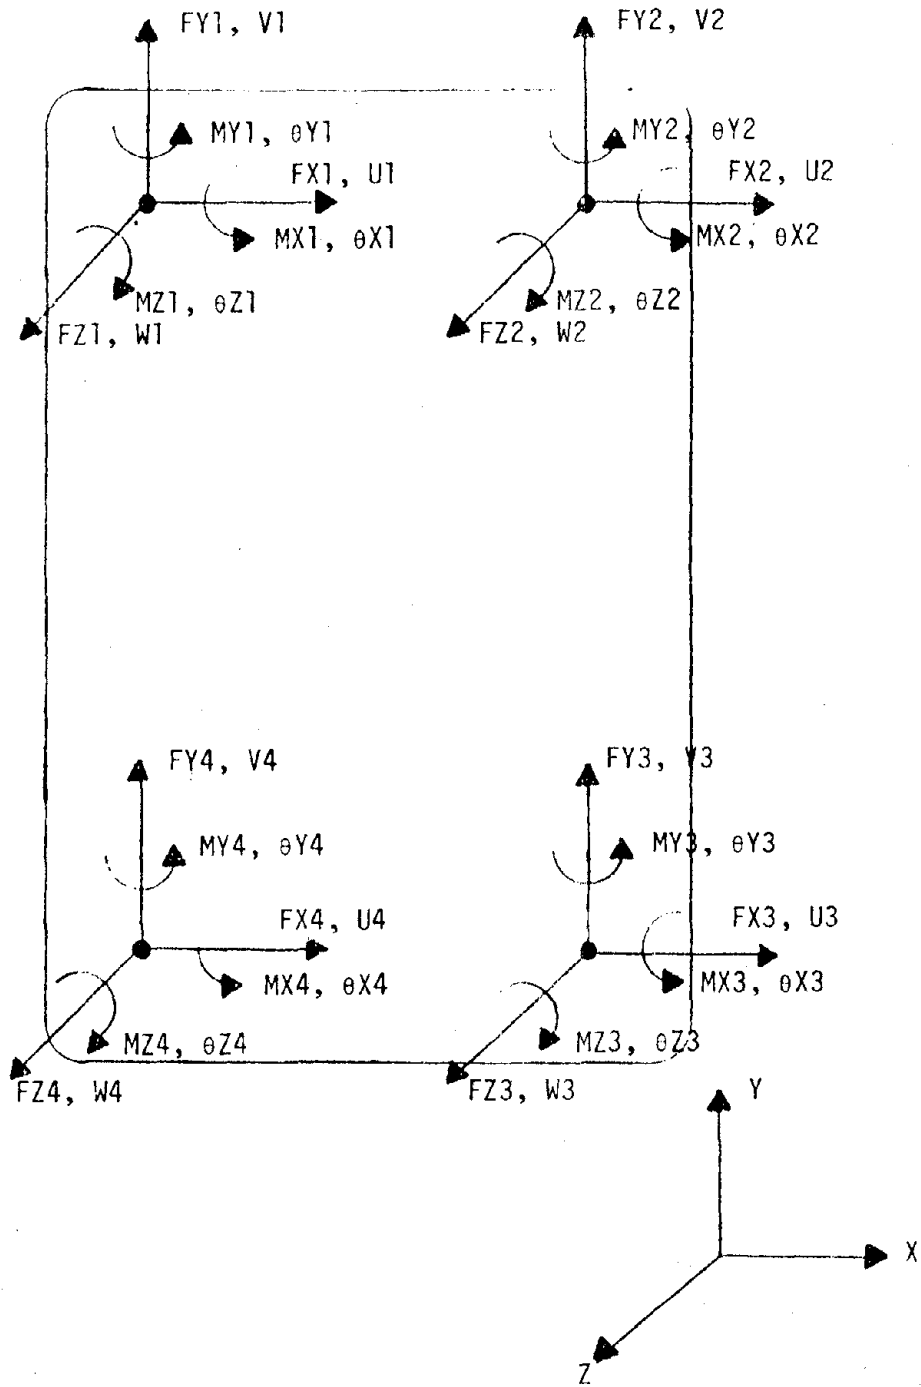 FY1, V1
FY2, V2
MY1, θY1
MY2, θY2
FX1, U1
FX2, U2
MX1, θX1
MX2, θX2
MZ1, θZ1
MZ2, θZ2
FZ1, W1
FZ2, W2
FY4, V4
FY3, V3
MY4, θY4
MY3, θY3
FX4, U4
FX3, U3
MX4, θX4
MX3, θX3
MZ4, θZ4
MZ3, θZ3
FZ4, W4
FZ3, W3
Y
X
Z